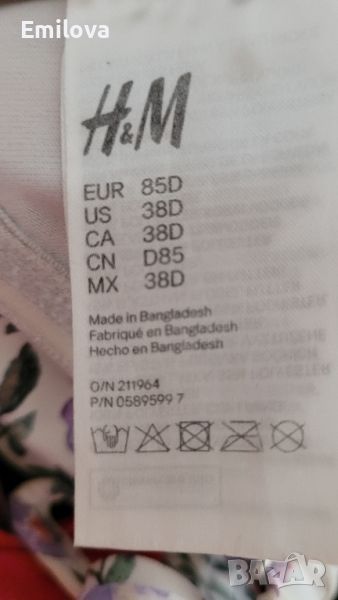 Emilova
H&M
EUR 85D
US 38D
CA 38D
CN D85
MX 38D
Made in Bangladesh
Fabriqué en Bangladesh
Hecho en Bangladesh
O/N 211964
P/N 0589599 7
BAZAR